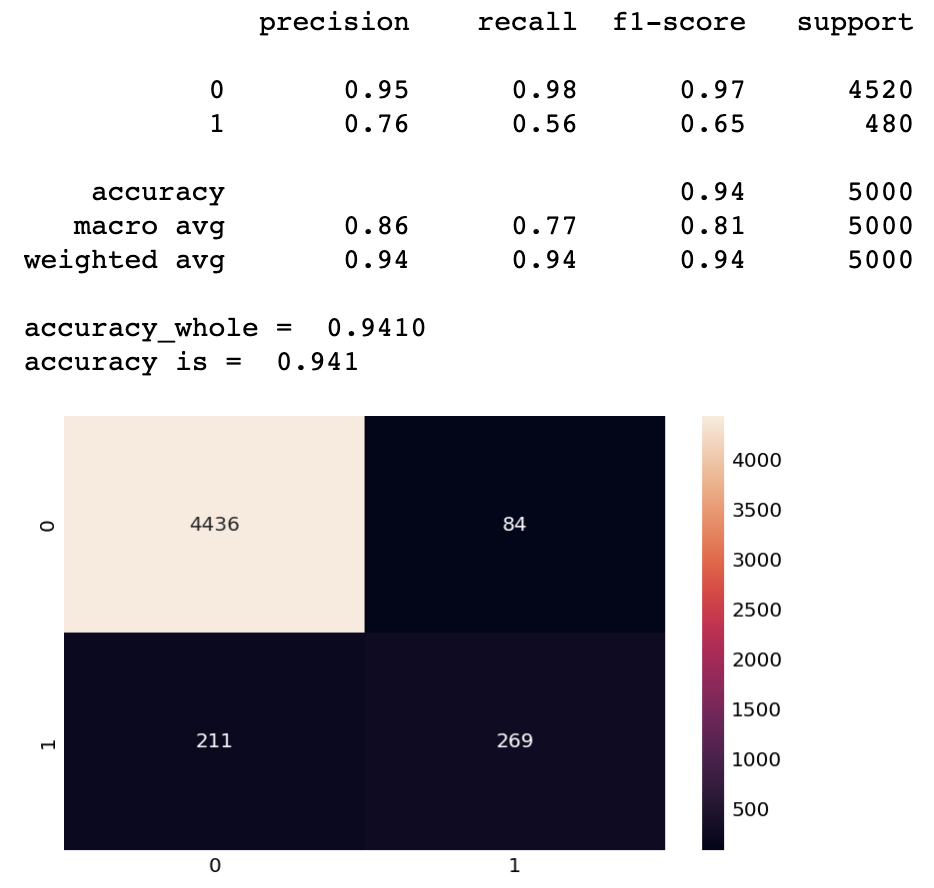 precision recall f1-score support
0 0.95 0.98 0.97 4520
1 0.76 0.56 0.65 480
accuracy 0.94 5000
macro avg 0.86 0.77 0.81 5000
weighted avg 0.94 0.94 0.94 5000
accuracy_whole = 0.9410
accuracy is = 0.941
0 4436 84
1 211 269
0 1
4000
3500
3000
2500
2000
1500
1000
500